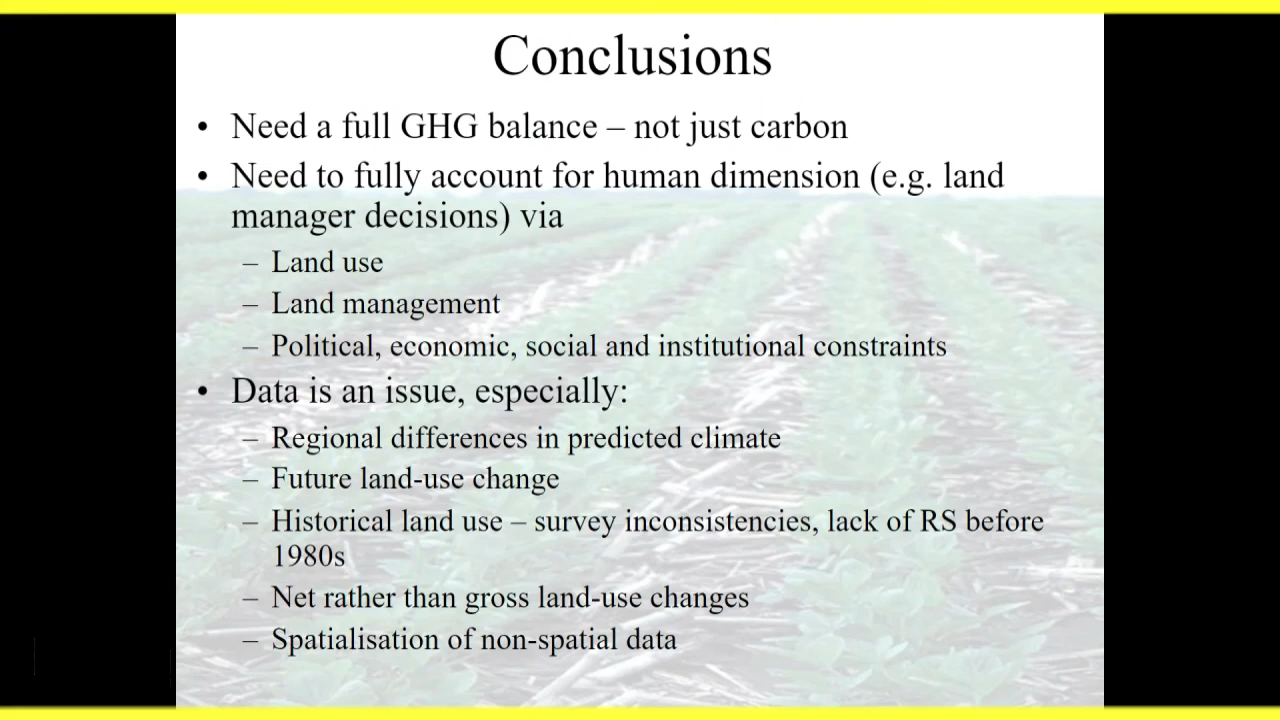 Conclusions
• Need a full GHG balance – not just carbon
• Need to fully account for human dimension (e.g. land
manager decisions) via
– Land use
– Land management
– Political, economic, social and institutional constraints
• Data is an issue, especially:
– Regional differences in predicted climate
– Future land-use change
– Historical land use – survey inconsistencies, lack of RS before
1980s
– Net rather than gross land-use changes
– Spatialisation of non-spatial data